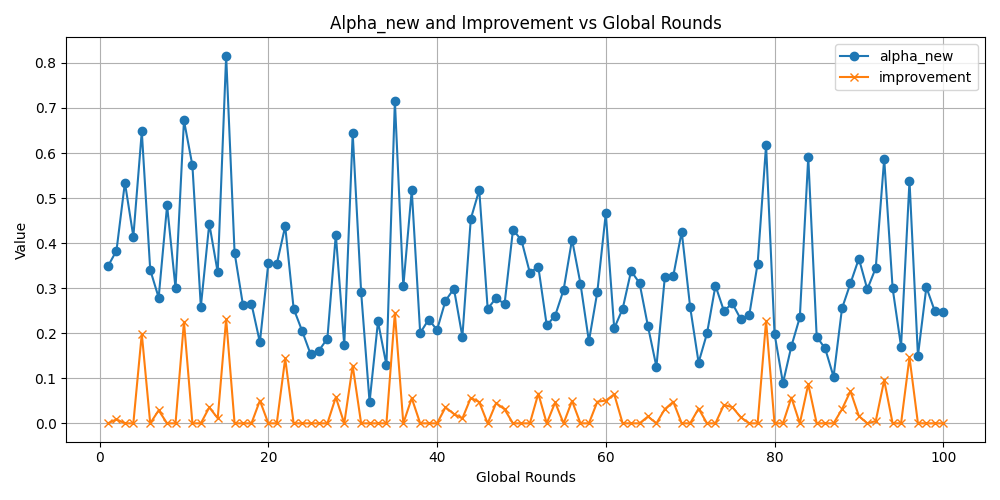 Alpha_new and Improvement vs Global Rounds
alpha_new
improvement
Value
0.8
0.7
0.6
0.5
0.4
0.3
0.2
0.1
0.0
0 20 40 60 80 100
Global Rounds